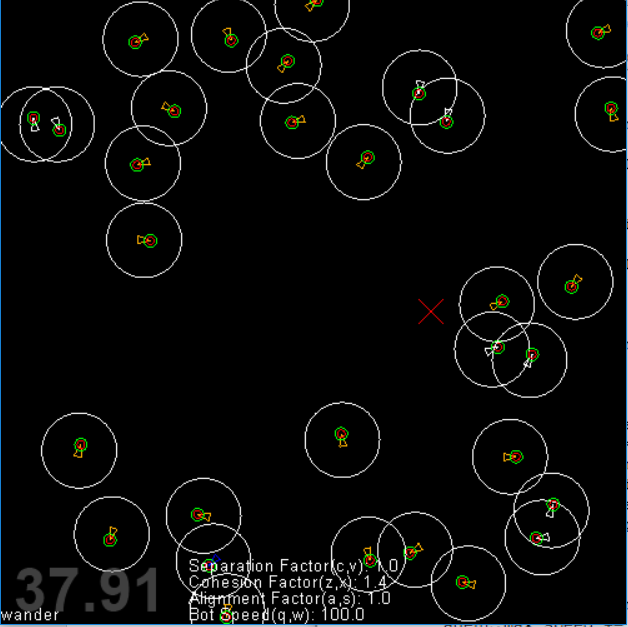 Separation Factor(c,v): 1.0
Cohesion Factor(z,x): 1.4
Alignment Factor(a,s): 1.0
37.91
wander
Bot Speed(q,w): 100.0